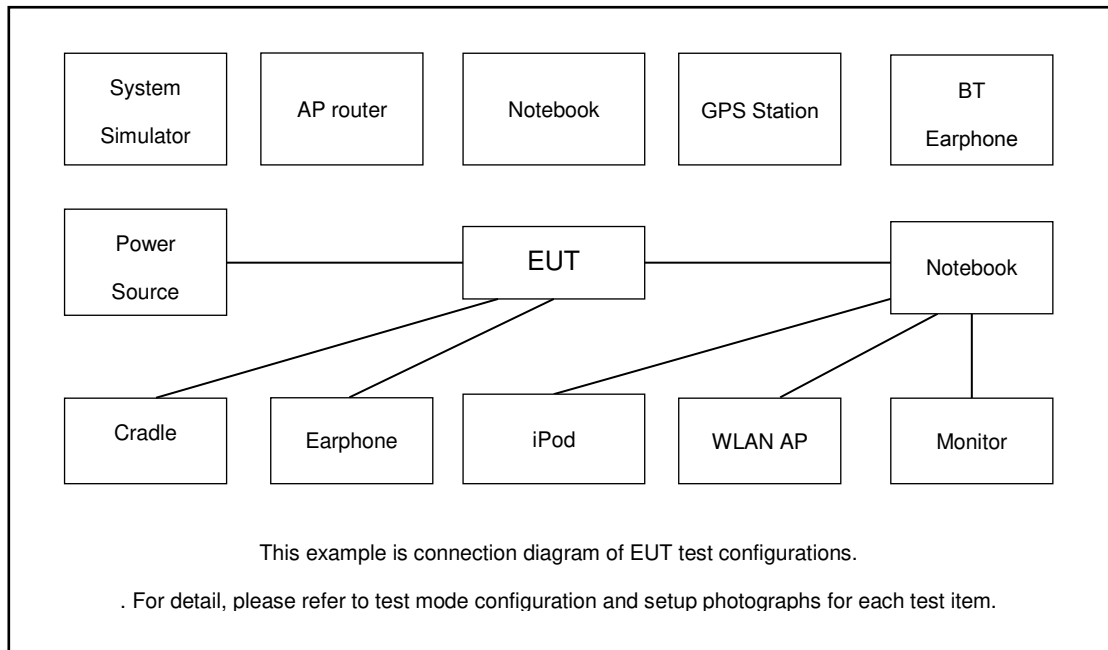 System
Simulator
AP router
Notebook
GPS Station
BT
Earphone
Power
Source
EUT
Notebook
Cradle
Earphone
iPod
WLAN AP
Monitor
This example is connection diagram of EUT test configurations.
. For detail, please refer to test mode configuration and setup photographs for each test item.